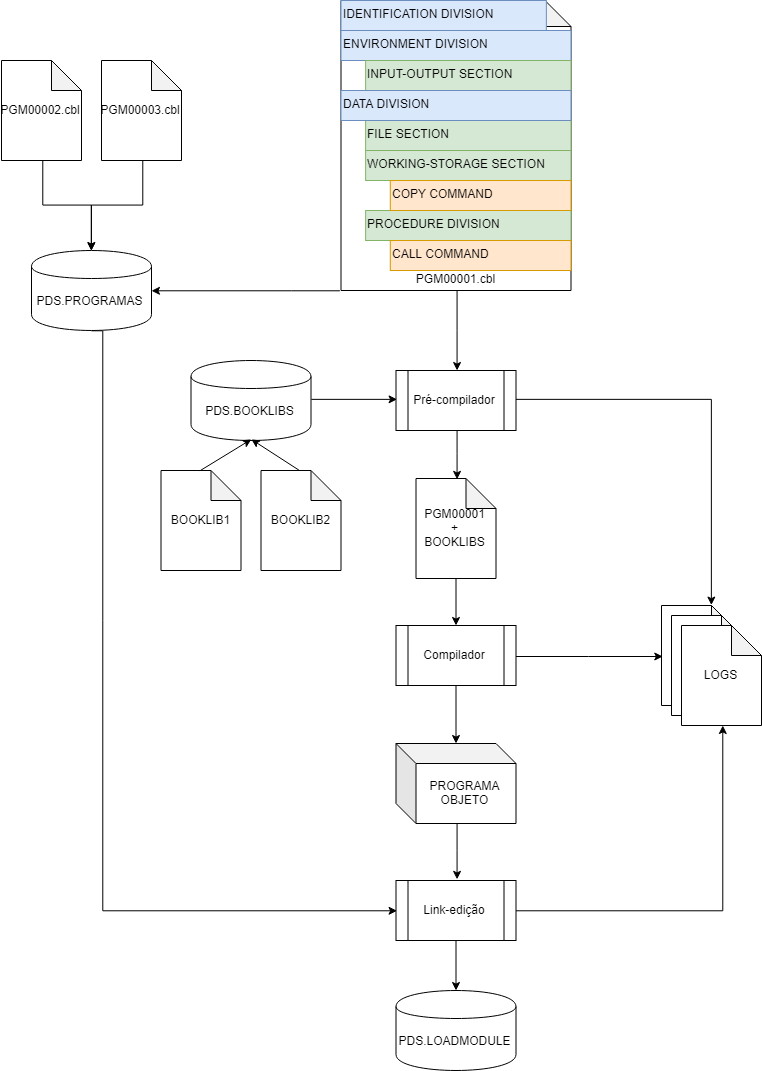 IDENTIFICATION DIVISION
ENVIRONMENT DIVISION
INPUT-OUTPUT SECTION
DATA DIVISION
FILE SECTION
WORKING-STORAGE SECTION
COPY COMMAND
PROCEDURE DIVISION
CALL COMMAND
PGM00001.cbl
PGM00002.cbl
PGM00003.cbl
PDS.PROGRAMAS
PDS.BOOKLIBS
Pré-compilador
BOOKLIB1
BOOKLIB2
PGM00001
+
BOOKLIBS
Compilador
LOGS
PROGRAMA
OBJETO
Link-edição
PDS.LOADMODULE